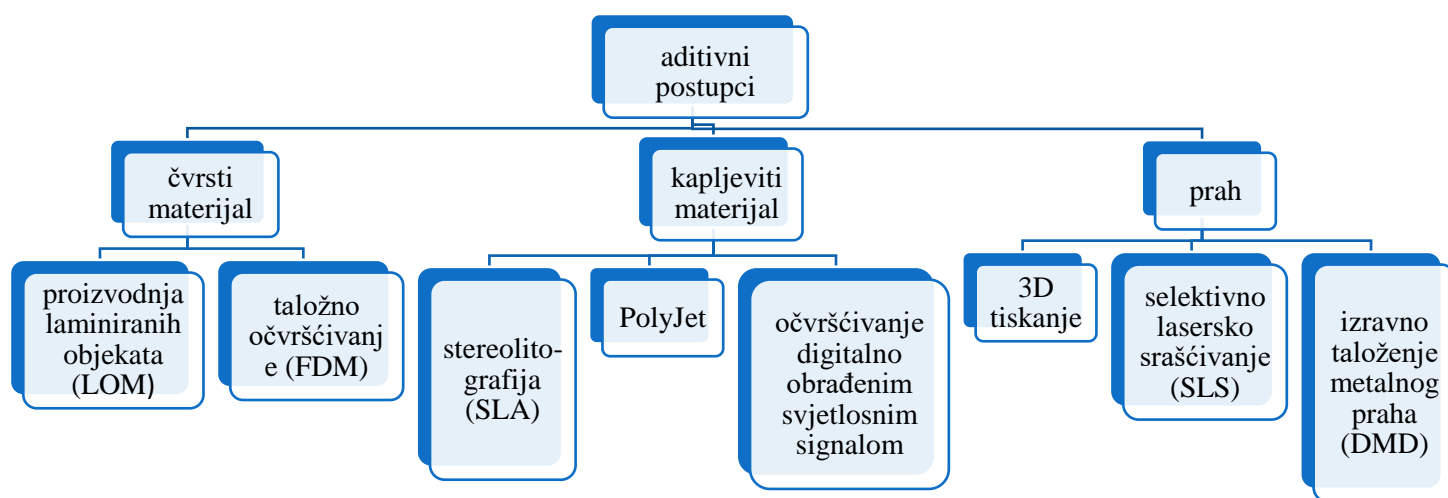 aditivni
postupci
čvrsti
materijal
kapljeviti
materijal
prah
proizvodnja
laminiranih
objekata
(LOM)
taložno
očvršćivanj
e (FDM)
stereolito-
grafija
(SLA)
PolyJet
očvršćivanje
digitalno
obrađenim
svjetlosnim
signalom
3D
tiskanje
selektivno
lasersko
srašćivanje
(SLS)
izravno
taloženje
metalnog
praha
(DMD)